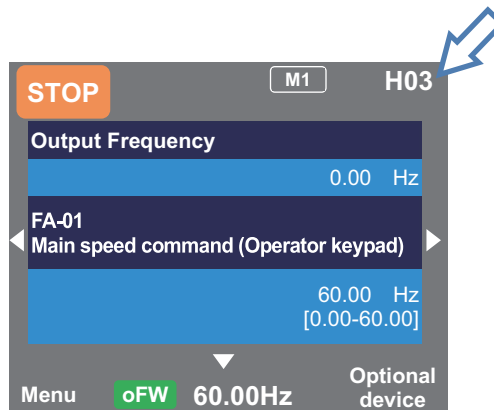 STOP
M1
H03
Output Frequency
0.00 Hz
FA-01
Main speed command (Operator keypad)
60.00 Hz
[0.00-60.00]
Menu
oFW
60.00Hz
Optional
device